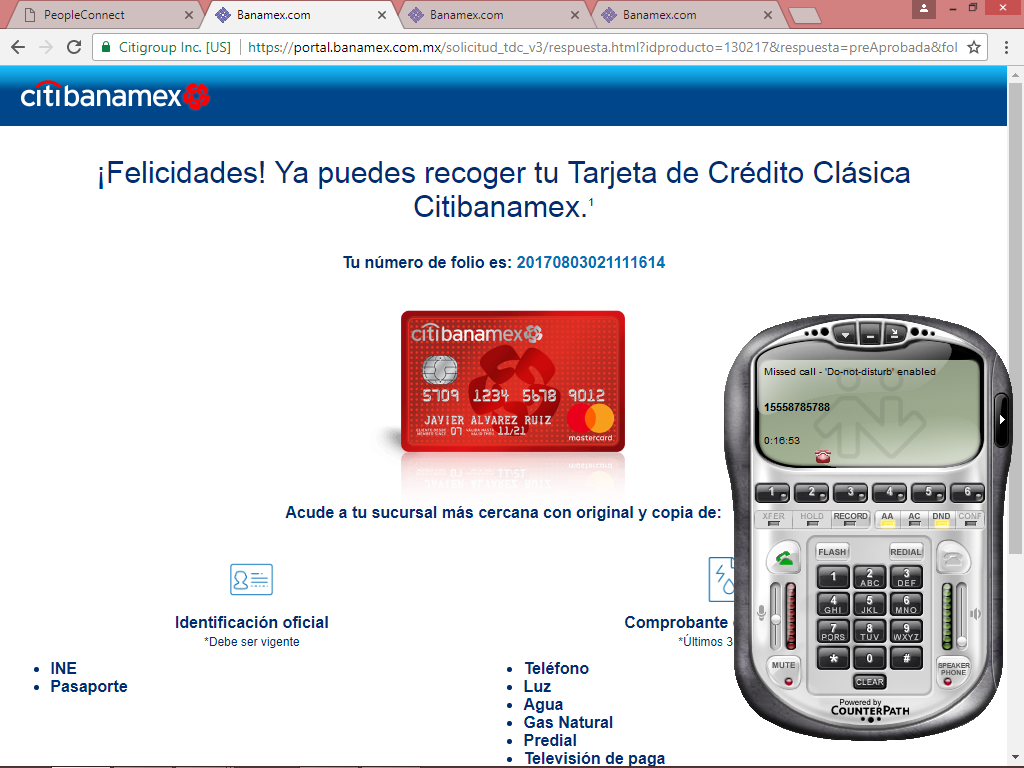 PeopleConnect
Banamex.com
Banamex.com
Banamex.com
Citigroup Inc. [US]
https://portal.banamex.com.mx/solicitud_tdc_v3/respuesta.html?idproducto=130217&respuesta=preAprobada&fol
citibanamex
¡Felicidades! Ya puedes recoger tu Tarjeta de Crédito Clásica
Citibanamex.¹
Tu número de folio es: 20170803021111614
citibanamex
5709 1234 5678 9012
07
11/21
JAVIER ALVAREZ RUIZ
mastercard
Acude a tu sucursal más cercana con original y copia de:
Identificación oficial
*Debe ser vigente
INE
Pasaporte
Comprobante
*Últimos 3
Teléfono
Luz
Agua
Gas Natural
Predial
Televisión de paga
Missed call - 'Do-not-disturb' enabled
15558785788
0:16:53
1 2 3 4 5 6
XFER HOLD RECORD AA AC DND CONF
FLASH REDIAL
1 2 ABC 3 DEF
4 GHI 5 JKL 6 MNO
7 PQRS 8 TUV 9 WXYZ
* 0 #
MUTE
CLEAR
SPEAKER
PHONE
Powered by
COUNTERPATH